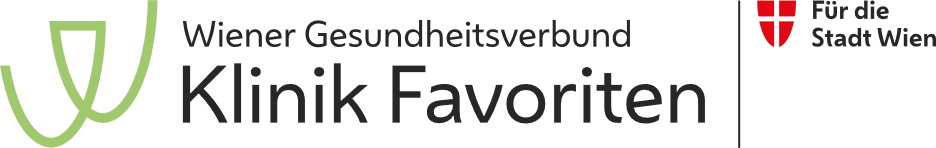 Wiener Gesundheitsverbund
Klinik Favoriten
Für die
Stadt Wien